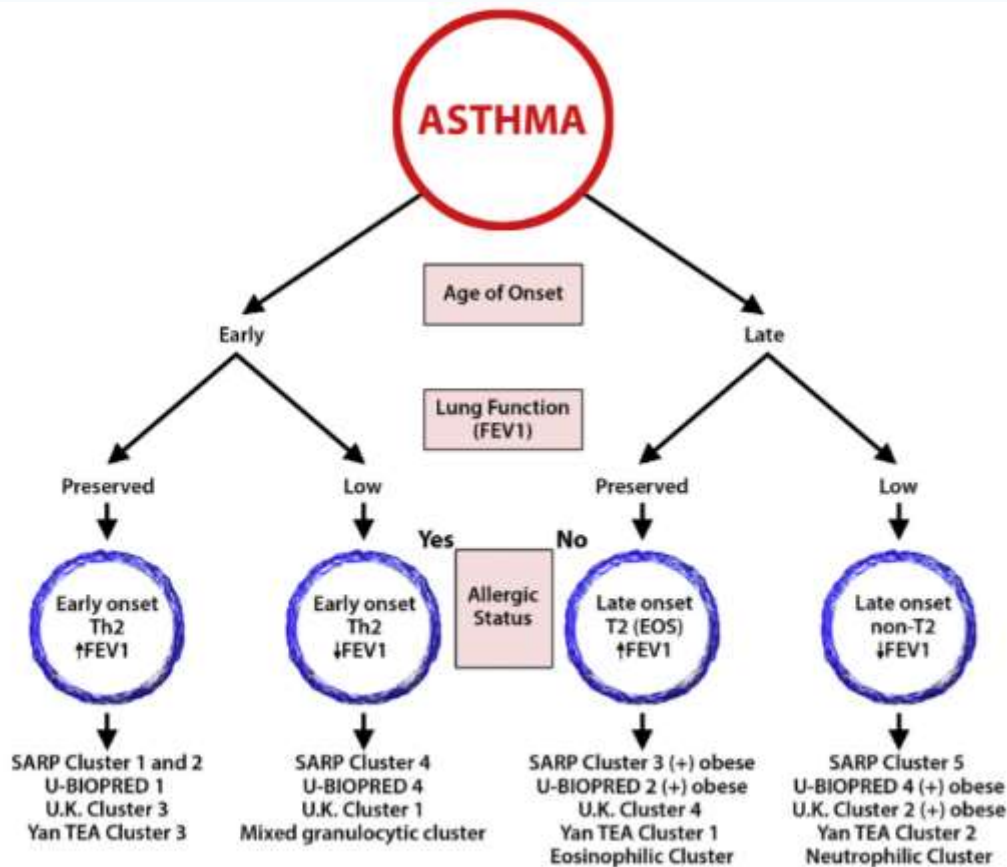 ASTHMA
Age of Onset
Early
Late
Lung Function
(FEV1)
Preserved
Low
Preserved
Low
Yes
No
Allergic
Status
Early onset
Th2
↑FEV1
Early onset
Th2
↓FEV1
Late onset
T2 (EOS)
↑FEV1
Late onset
non-T2
↓FEV1
SARP Cluster 1 and 2
U-BIOPRED 1
U.K. Cluster 3
Yan TEA Cluster 3
SARP Cluster 4
U-BIOPRED 4
U.K. Cluster 1
Mixed granulocytic cluster
SARP Cluster 3 (+) obese
U-BIOPRED 2 (+) obese
U.K. Cluster 4
Yan TEA Cluster 1
Eosinophilic Cluster
SARP Cluster 5
U-BIOPRED 4 (+) obese
U.K. Cluster 2 (+) obese
Yan TEA Cluster 2
Neutrophilic Cluster